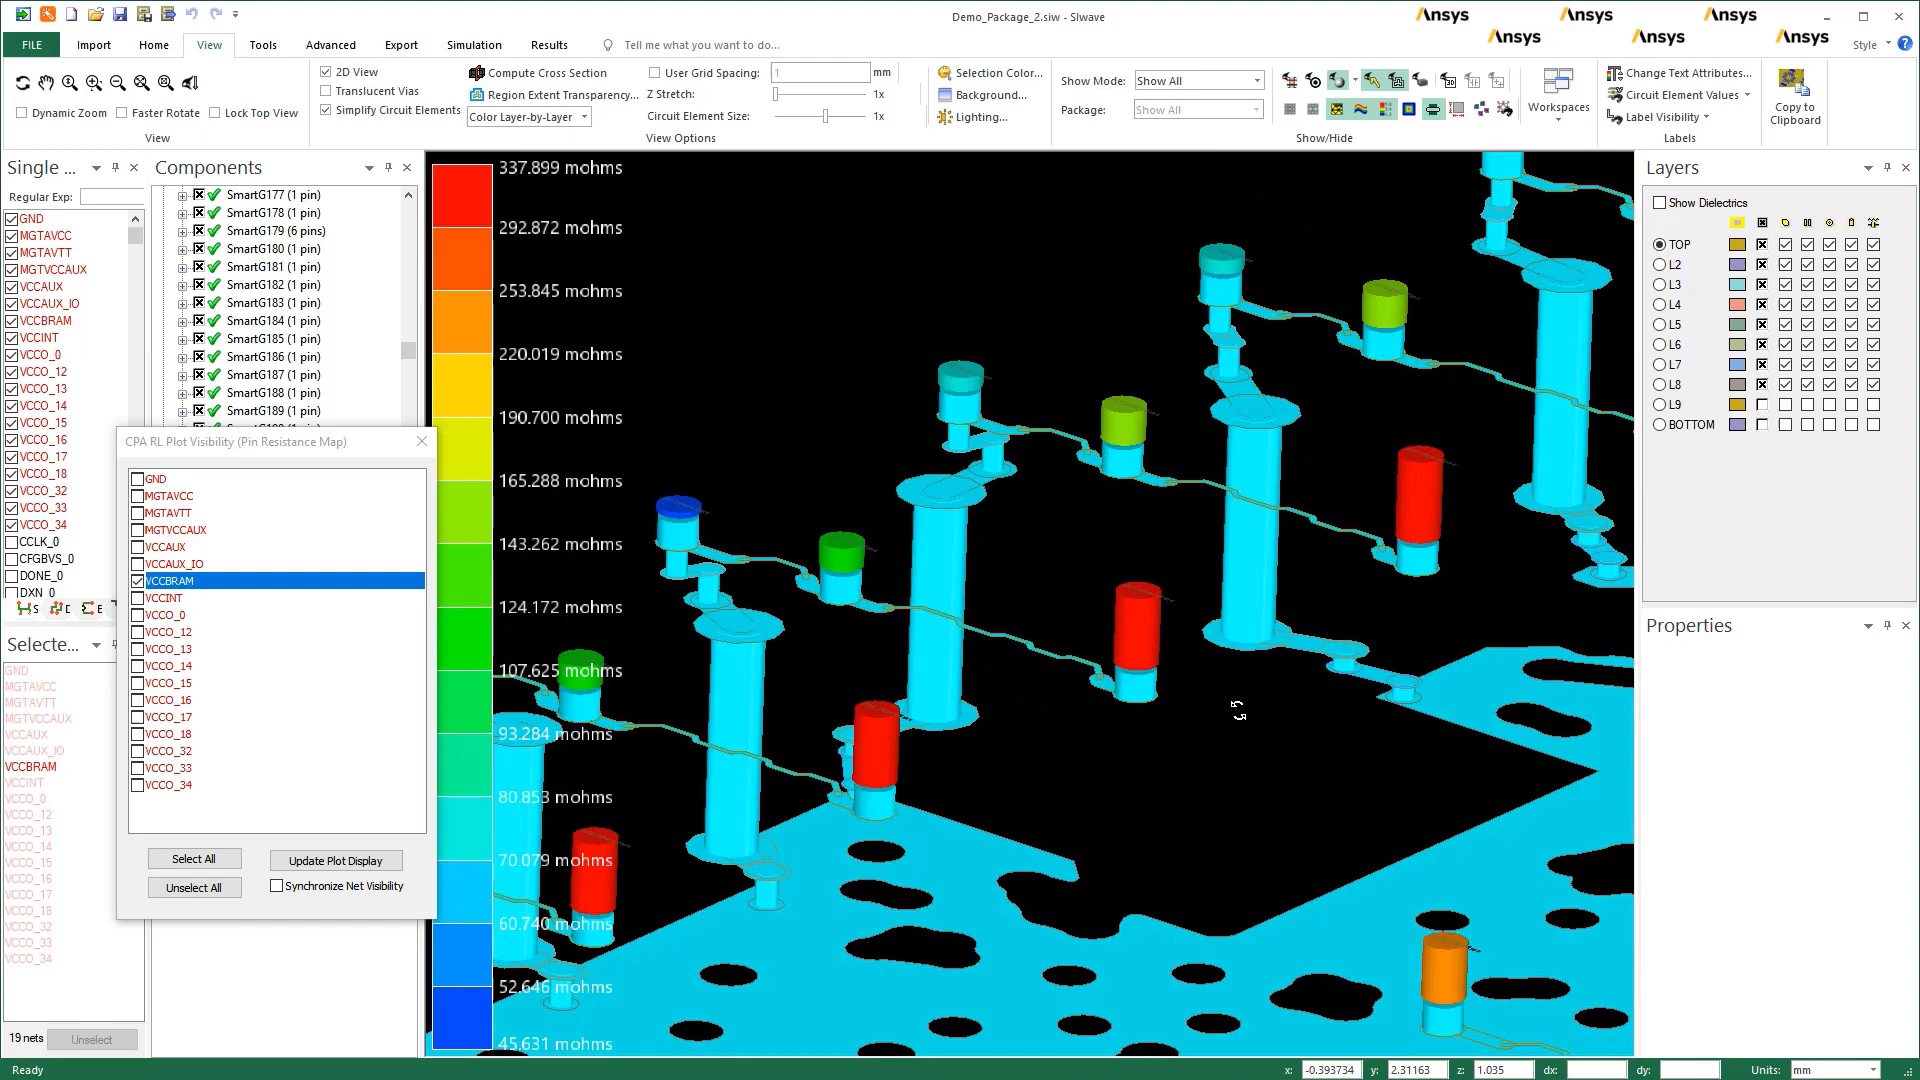 Demo_Package_2.siw - SIwave
Ansys Ansys Ansys
Ansys Ansys Ansys
FILE Import Home View Tools Advanced Export Simulation Results Tell me what you want to do... Style
2D View
Translucent Vias
Simplify Circuit Elements
Dynamic Zoom Faster Rotate Lock Top View
View
Compute Cross Section
Region Extent Transparency...
Color Layer-by-Layer
User Grid Spacing: 1 mm
Z Stretch: 1x
Circuit Element Size: 1x
View Options
Selection Color...
Background...
Lighting...
Show Mode: Show All
Package: Show All
Show/Hide
Workspaces
Change Text Attributes...
Circuit Element Values
Label Visibility
Labels
Copy to
Clipboard
Single ...
Regular Exp:
GND
MGTAVCC
MGTAVTT
MGTVCCAUX
VCCAUX
VCCAUX_IO
VCCBRAM
VCCINT
VCCO_0
VCCO_12
VCCO_13
VCCO_14
VCCO_15
VCCO_16
VCCO_17
VCCO_18
VCCO_32
VCCO_33
VCCO_34
CCLK_0
CFGBVS_0
DONE_0
DXN_0
Components
SmartG177 (1 pin)
SmartG178 (1 pin)
SmartG179 (6 pins)
SmartG180 (1 pin)
SmartG181 (1 pin)
SmartG182 (1 pin)
SmartG183 (1 pin)
SmartG184 (1 pin)
SmartG185 (1 pin)
SmartG186 (1 pin)
SmartG187 (1 pin)
SmartG188 (1 pin)
SmartG189 (1 pin)
CPA RL Plot Visibility (Pin Resistance Map)
GND
MGTAVCC
MGTAVTT
MGTVCCAUX
VCCAUX
VCCAUX_IO
VCCBRAM
VCCINT
VCCO_0
VCCO_12
VCCO_13
VCCO_14
VCCO_15
VCCO_16
VCCO_17
VCCO_18
VCCO_32
VCCO_33
VCCO_34
Select All Update Plot Display
Unselect All Synchronize Net Visibility
Selecte...
GND
MGTAVCC
MGTAVTT
MGTVCCAUX
VCCAUX
VCCAUX_IO
VCCBRAM
VCCINT
VCCO_0
VCCO_12
VCCO_13
VCCO_14
VCCO_15
VCCO_16
VCCO_17
VCCO_18
VCCO_32
VCCO_33
VCCO_34
19 nets Unselect
337.899 mohms
292.872 mohms
253.845 mohms
220.019 mohms
190.700 mohms
165.288 mohms
143.262 mohms
124.172 mohms
107.625 mohms
93.284 mohms
80.853 mohms
70.079 mohms
60.740 mohms
52.646 mohms
45.631 mohms
Layers
Show Dielectrics
TOP
L2
L3
L4
L5
L6
L7
L8
L9
BOTTOM
Properties
Ready x: -0.393734 y: 2.31163 z: 1.035 dx: dy: Units: mm